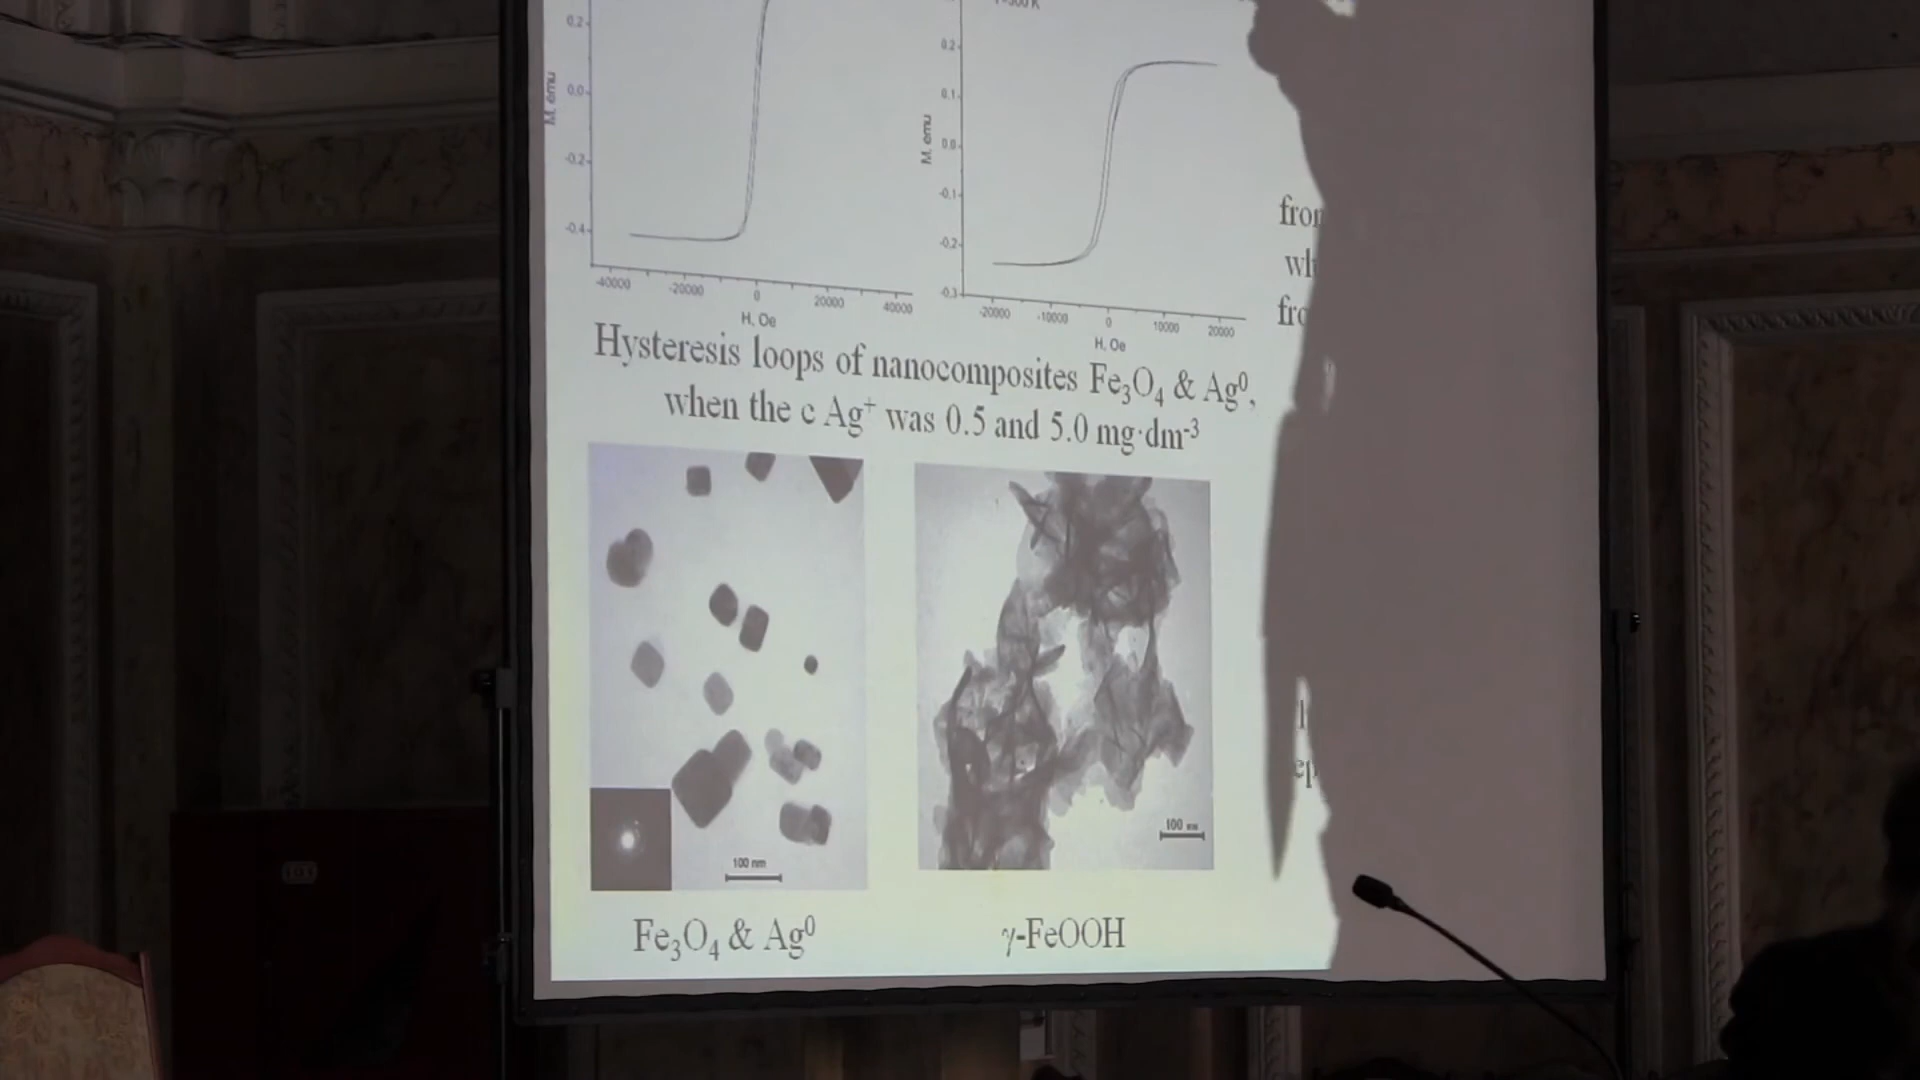 0.2
0.0
-0.2
-0.4
M, emu
-40000 -20000 0 20000 40000
H, Oe
0.2
0.1
0.0
-0.1
-0.2
-0.3
M, emu
-20000 -10000 0 10000 20000
H, Oe
Hysteresis loops of nanocomposites Fe₃O₄ & Ag⁰,
when the c Ag⁺ was 0.5 and 5.0 mg·dm⁻³
100 nm
100 nm
Fe₃O₄ & Ag⁰
γ-FeOOH